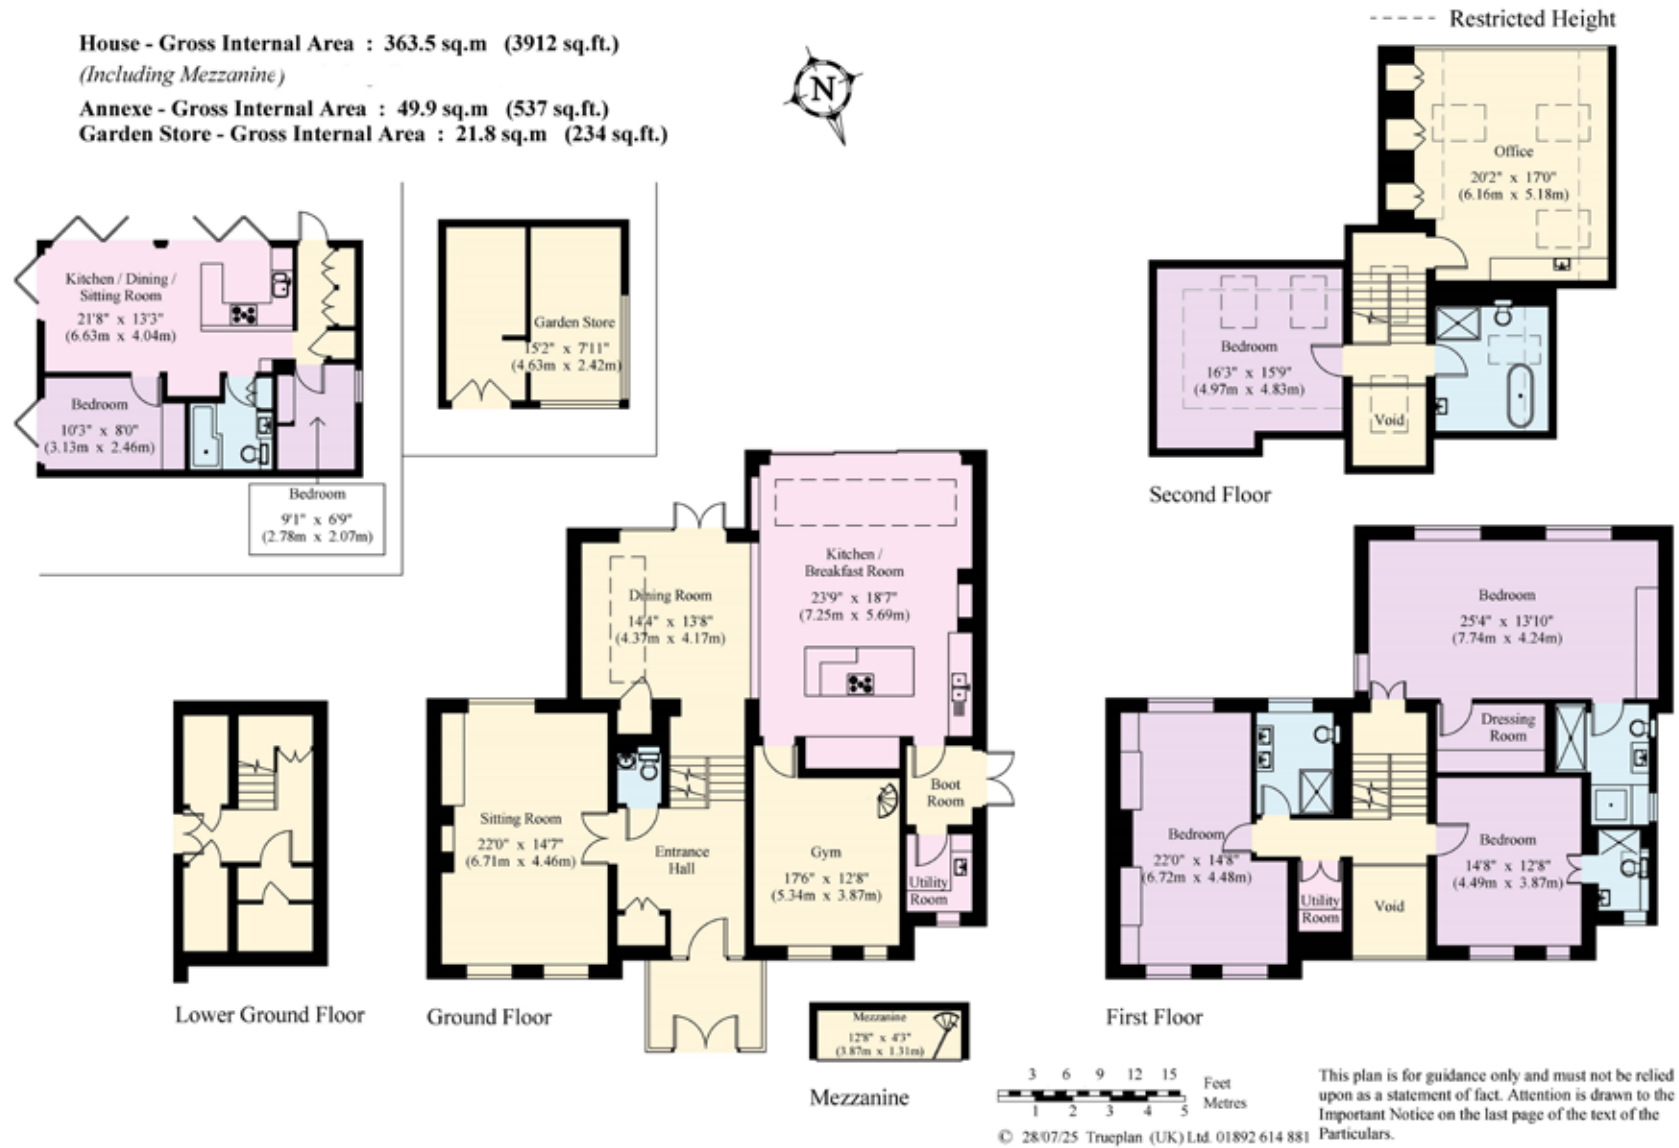 House - Gross Internal Area : 363.5 sq.m (3912 sq.ft.)
(Including Mezzanine)
Annexe - Gross Internal Area : 49.9 sq.m (537 sq.ft.)
Garden Store - Gross Internal Area : 21.8 sq.m (234 sq.ft.)
N
Restricted Height
Kitchen / Dining /
Sitting Room
21'8" x 13'3"
(6.63m x 4.04m)
Bedroom
10'3" x 8'0"
(3.13m x 2.46m)
Bedroom
9'1" x 6'9"
(2.78m x 2.07m)
Garden Store
15'2" x 7'11"
(4.63m x 2.42m)
Office
20'2" x 17'0"
(6.16m x 5.18m)
Bedroom
16'3" x 15'9"
(4.97m x 4.83m)
Void
Second Floor
Kitchen /
Breakfast Room
23'9" x 18'7"
(7.25m x 5.69m)
Dining Room
14'4" x 13'8"
(4.37m x 4.17m)
Sitting Room
22'0" x 14'7"
(6.71m x 4.46m)
Entrance
Hall
Gym
17'6" x 12'8"
(5.34m x 3.87m)
Boot
Room
Utility
Room
Lower Ground Floor
Ground Floor
Mezzanine
12'8" x 4'3"
(3.87m x 1.31m)
Mezzanine
Bedroom
25'4" x 13'10"
(7.74m x 4.24m)
Dressing
Room
Bedroom
22'0" x 14'8"
(6.72m x 4.48m)
Bedroom
14'8" x 12'8"
(4.49m x 3.87m)
Utility
Room
Void
First Floor
3 6 9 12 15 Feet
1 2 3 4 5 Metres
© 28/07/25 Trueplan (UK) Ltd. 01892 614 881
This plan is for guidance only and must not be relied
upon as a statement of fact. Attention is drawn to the
Important Notice on the last page of the text of the
Particulars.